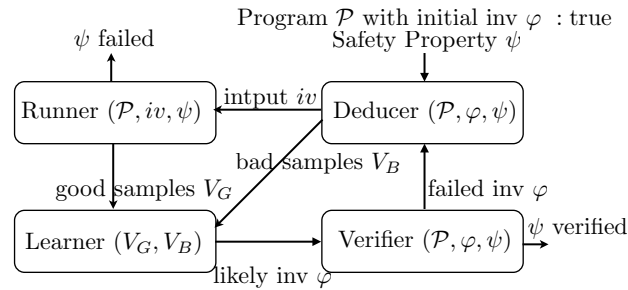 Program 𝒫 with initial inv φ : true
ψ failed
Safety Property ψ
Runner (𝒫, iv, ψ)
intput iv
Deducer (𝒫, φ, ψ)
bad samples V_B
good samples V_G
failed inv φ
Learner (V_G, V_B)
Verifier (𝒫, φ, ψ)
ψ verified
likely inv φ